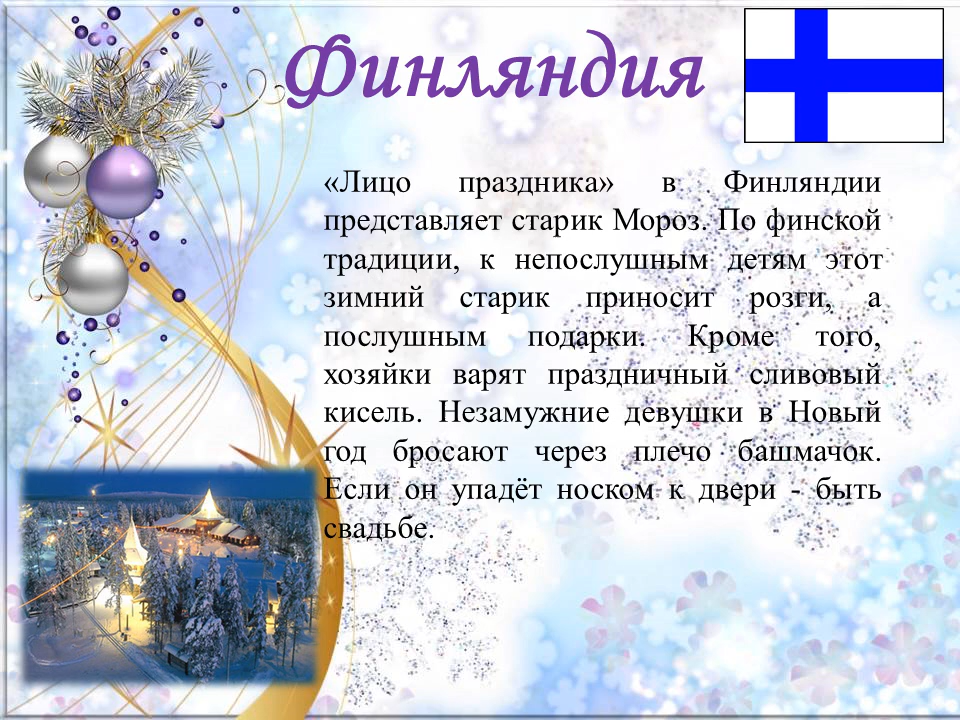 Финляндия
«Лицо праздника» в Финляндии
представляет старик Мороз. По финской
традиции, к непослушным детям этот
зимний старик приносит розги, а
послушным подарки. Кроме того,
хозяйки варят праздничный сливовый
кисель. Незамужние девушки в Новый
год бросают через плечо башмачок.
Если он упадёт носком к двери - быть
свадьбе.